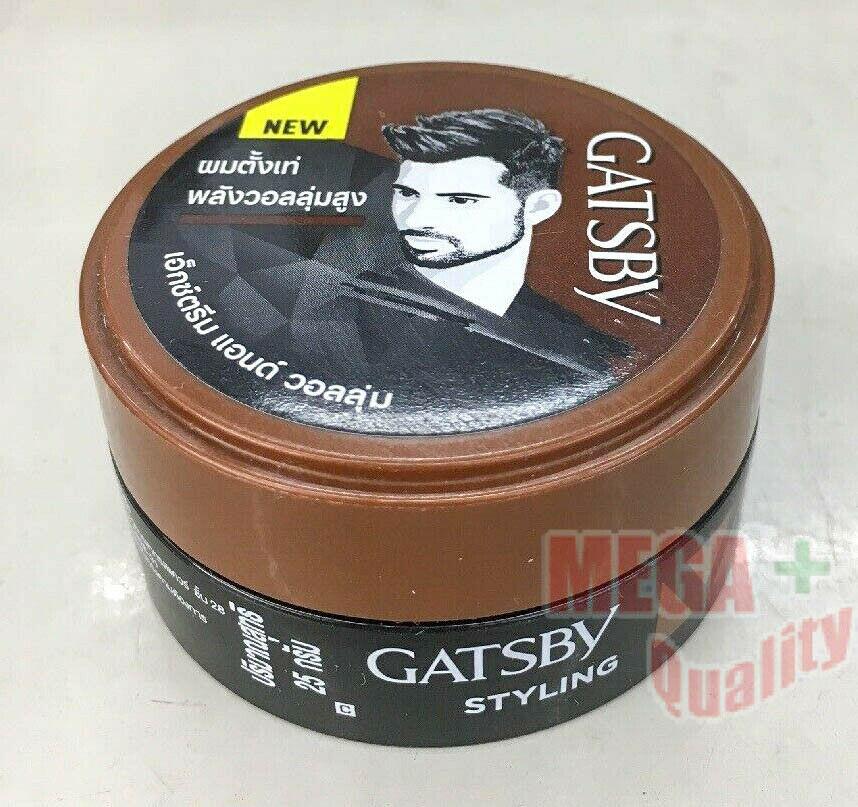 NEW
ผมตั้งเท่
พลังวอลลุ่มสูง
GATSBY
เอ็กซ์ตรีม แอนด์ วอลลุ่ม
ปริมาณสุทธิ
25 กรัม
C
GATSBY
STYLING
MEGA+
Quality